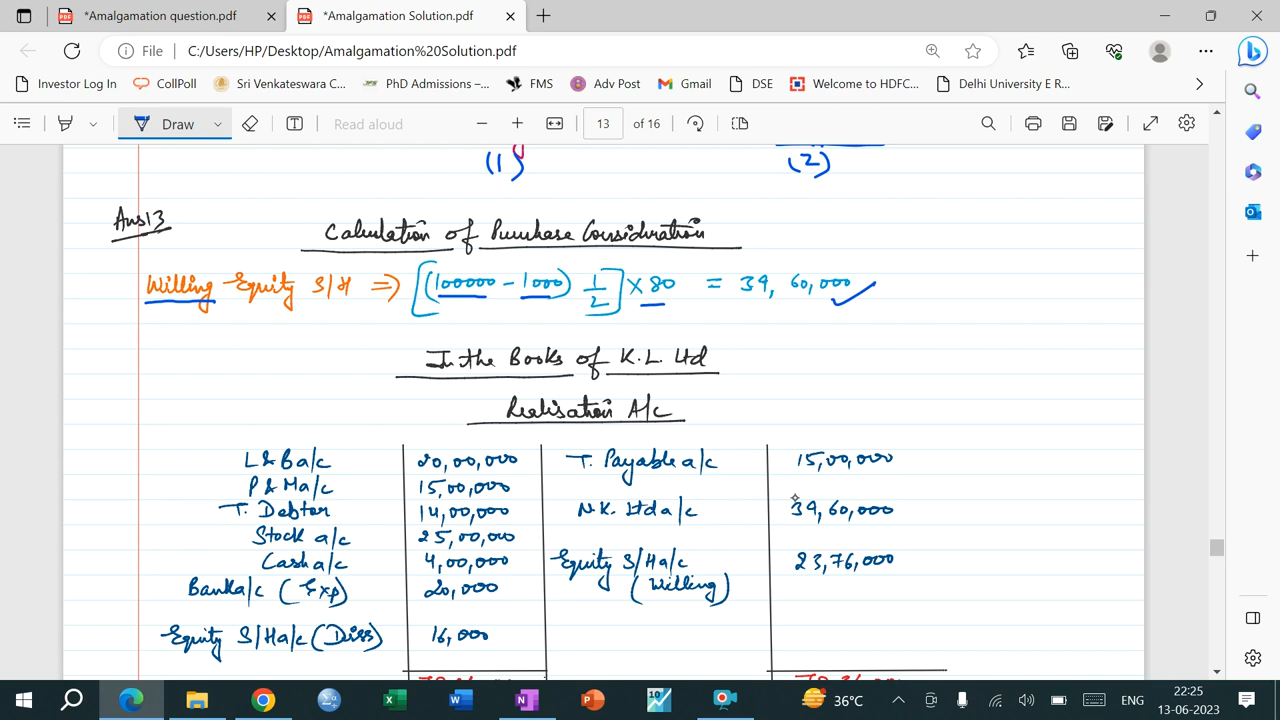 *Amalgamation question.pdf
*Amalgamation Solution.pdf
File C:/Users/HP/Desktop/Amalgamation%20Solution.pdf
Investor Log In CollPoll Sri Venkateswara C... PhD Admissions –... FMS Adv Post Gmail DSE Welcome to HDFC... Delhi University E R...
Draw Read aloud 13 of 16
(1) (2)
Ans13
Calculation of Purchase Consideration
Willing Equity S/H ⇒ [(100000 - 1000) 1/2] × 80 = 39,60,000
In the Books of K.L. Ltd
Realisation A/c
L & B a/c 20,00,000 T. Payable a/c 15,00,000
P & M a/c 15,00,000
T. Debtor 14,00,000 N.K. Ltd a/c 39,60,000
Stock a/c 25,00,000
Cash a/c 4,00,000 Equity S/H a/c 23,76,000
Bank a/c (Exp) 20,000 (Willing)
Equity S/H a/c (Diss) 16,000
36°C ENG 22:25
13-06-2023